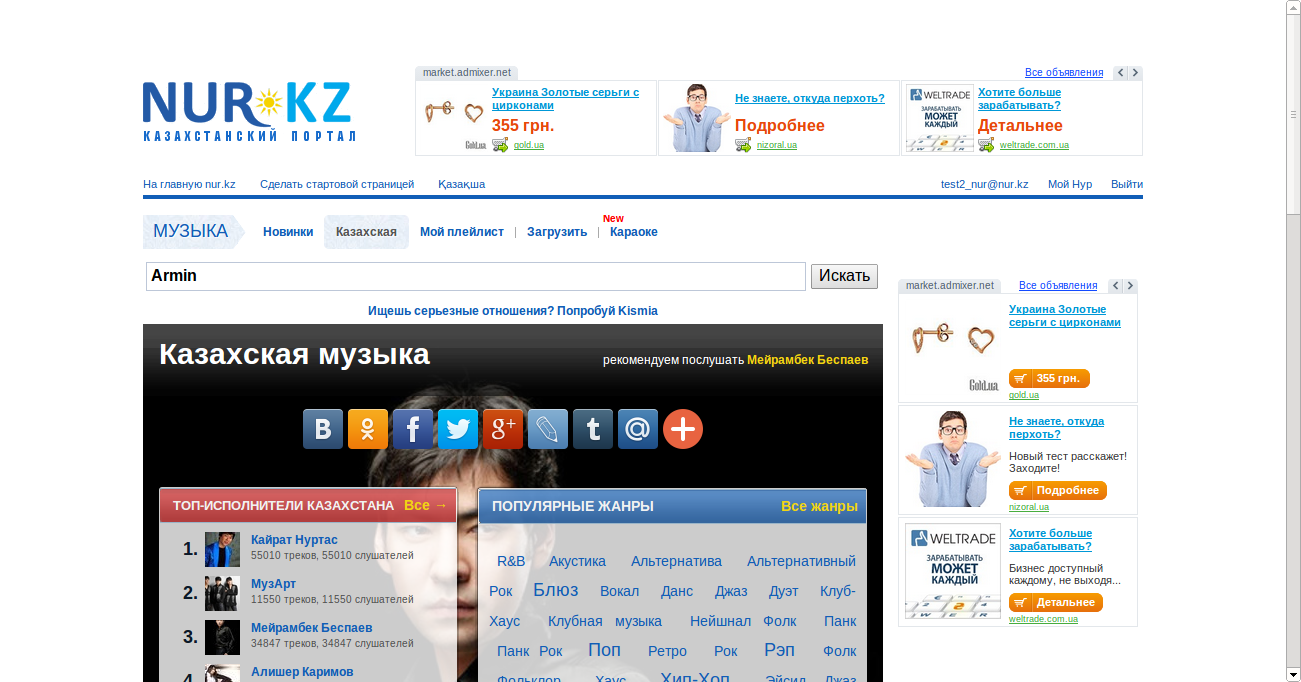 market.admixer.net Все объявления
NUR KZ
КАЗАХСТАНСКИЙ ПОРТАЛ
Украина Золотые серьги с цирконами
355 грн.
gold.ua
Gold.ua
Не знаете, откуда перхоть?
Подробнее
nizoral.ua
WELTRADE
ЗАРАБАТЫВАТЬ
МОЖЕТ
КАЖДЫЙ
Хотите больше зарабатывать?
Детальнее
weltrade.com.ua
На главную nur.kz Сделать стартовой страницей Қазақша test2_nur@nur.kz Мой Нур Выйти
New
МУЗЫКА Новинки Казахская Мой плейлист | Загрузить | Караоке
Armin Искать
Ищешь серьезные отношения? Попробуй Kismia
Казахская музыка
рекомендуем послушать Мейрамбек Беспаев
B f g+ t @
ТОП-ИСПОЛНИТЕЛИ КАЗАХСТАНА Все →
1. Кайрат Нуртас
55010 треков, 55010 слушателей
2. МузАрт
11550 треков, 11550 слушателей
3. Мейрамбек Беспаев
34847 треков, 34847 слушателей
4. Алишер Каримов
ПОПУЛЯРНЫЕ ЖАНРЫ Все жанры
R&B Акустика Альтернатива Альтернативный
Рок Блюз Вокал Данс Джаз Дуэт Клуб-
Хаус Клубная музыка Нейшнал Фолк Панк
Панк Рок Поп Ретро Рок Рэп Фолк
Фольклор Хаус Хип-Хоп Эйсид Джаз
market.admixer.net Все объявления
Украина Золотые
серьги с цирконами
355 грн.
Gold.ua
gold.ua
Не знаете, откуда
перхоть?
Новый тест расскажет!
Заходите!
Подробнее
nizoral.ua
WELTRADE
ЗАРАБАТЫВАТЬ
МОЖЕТ
КАЖДЫЙ
Хотите больше
зарабатывать?
Бизнес доступный
каждому, не выходя...
Детальнее
weltrade.com.ua